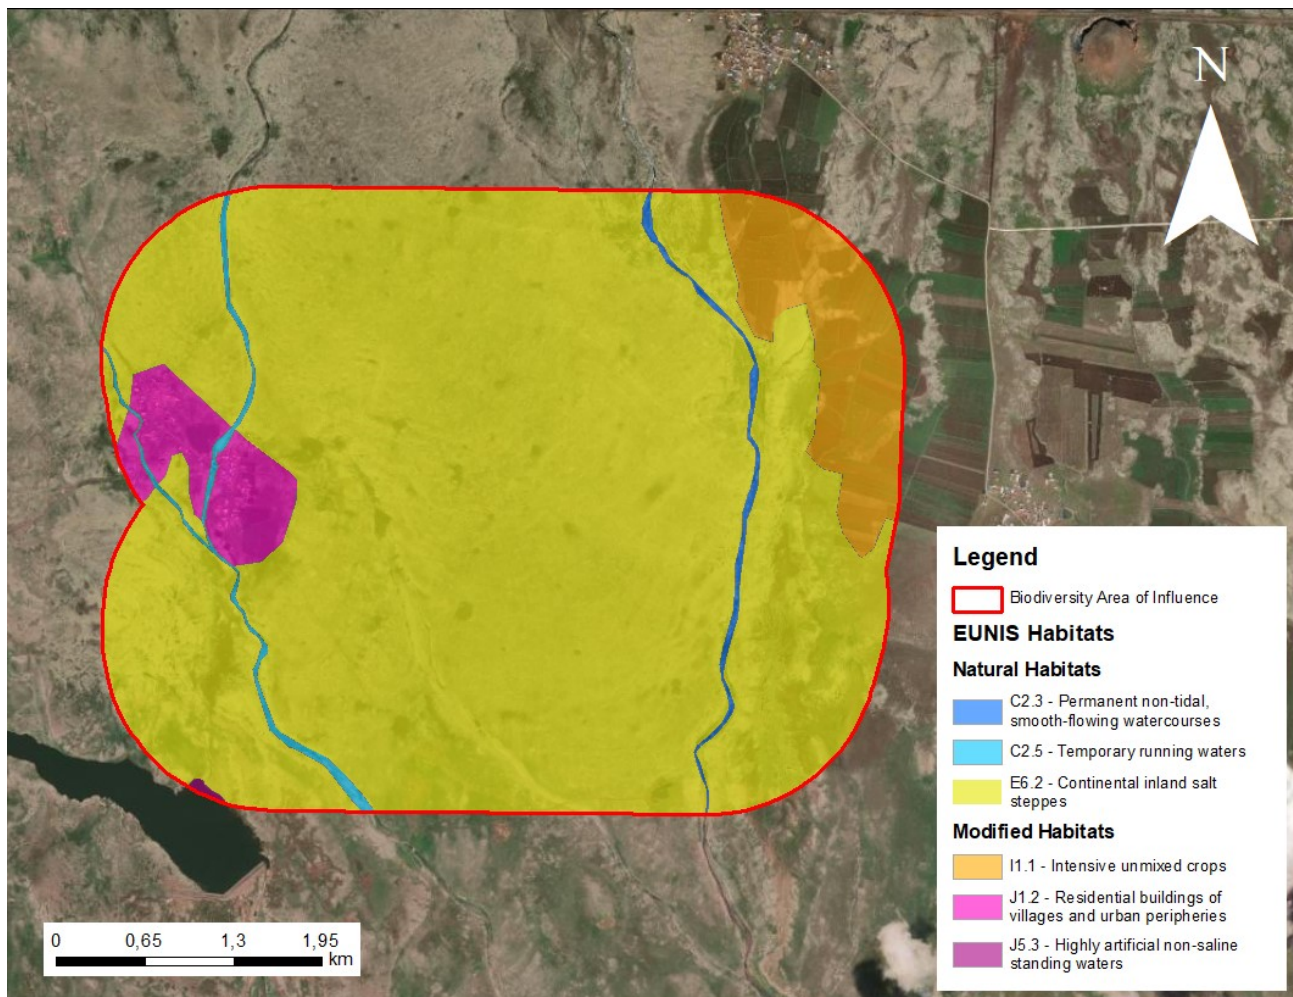 N
Legend
Biodiversity Area of Influence
EUNIS Habitats
Natural Habitats
C2.3 - Permanent non-tidal,
smooth-flowing watercourses
C2.5 - Temporary running waters
E6.2 - Continental inland salt
steppes
Modified Habitats
I1.1 - Intensive unmixed crops
J1.2 - Residential buildings of
villages and urban peripheries
J5.3 - Highly artificial non-saline
standing waters
0 0,65 1,3 1,95
km